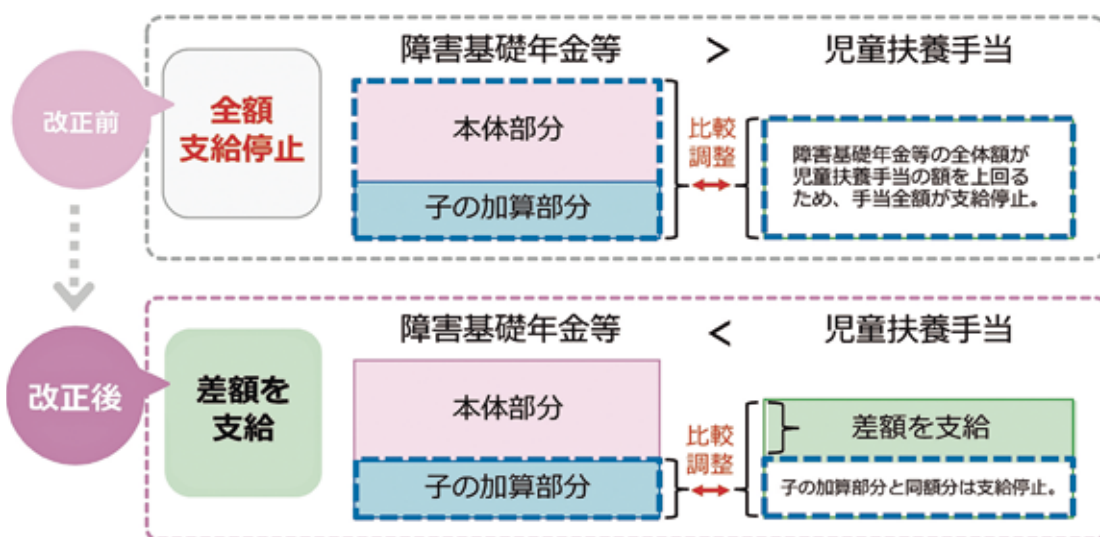 改正前
全額
支給停止
障害基礎年金等 > 児童扶養手当
本体部分
子の加算部分
比較
調整
障害基礎年金等の全体額が
児童扶養手当の額を上回る
ため、手当全額が支給停止。
改正後
差額を
支給
障害基礎年金等 < 児童扶養手当
本体部分
子の加算部分
比較
調整
差額を支給
子の加算部分と同額分は支給停止。